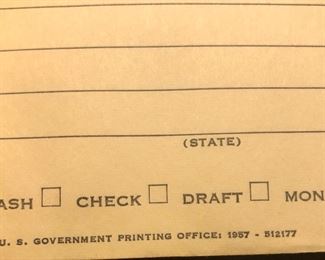 (STATE)
ASH ☐ CHECK ☐ DRAFT ☐ MON
U. S. GOVERNMENT PRINTING OFFICE: 1957 - 512177